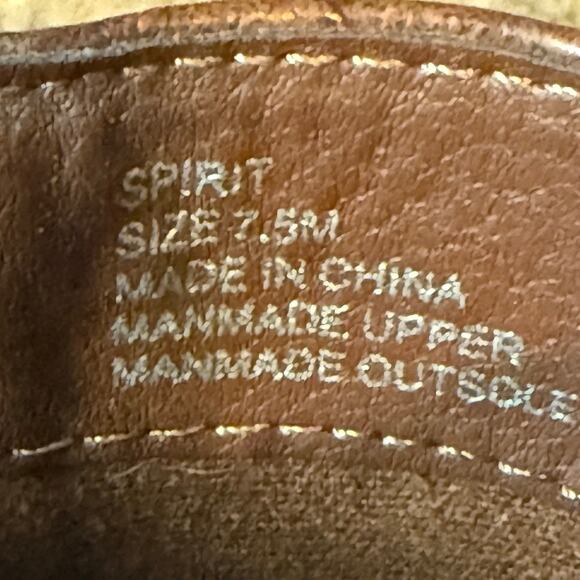 SPIRIT
SIZE 7.5M
MADE IN CHINA
MANMADE UPPER
MANMADE OUTSOLE